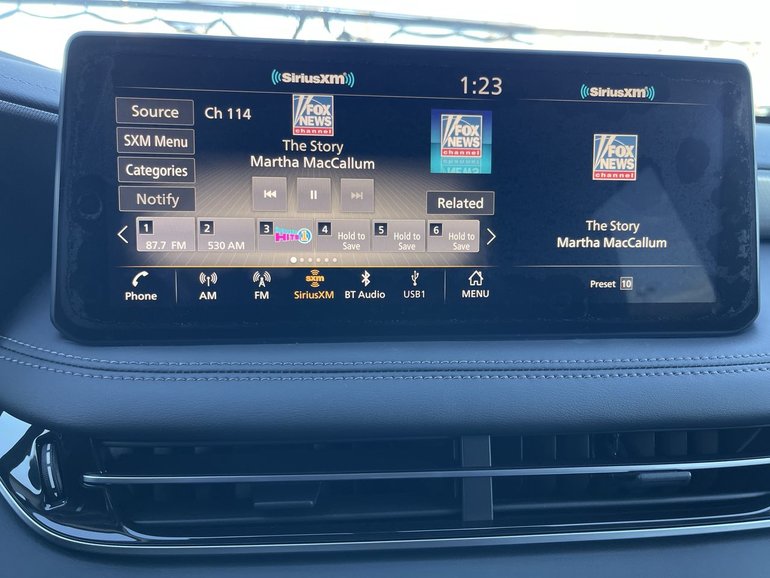 SiriusXM
1:23
SiriusXM
Source
Ch 114
FOX
NEWS
channel
FOX
NEWS
channel
FOX
NEWS
channel
SXM Menu
The Story
Martha MacCallum
Categories
Notify
Related
The Story
Martha MacCallum
1
87.7 FM
2
530 AM
3
Hits 1
4
Hold to
Save
5
Hold to
Save
6
Hold to
Save
Preset 10
Phone
AM
FM
sxm
SiriusXM
BT Audio
USB1
MENU